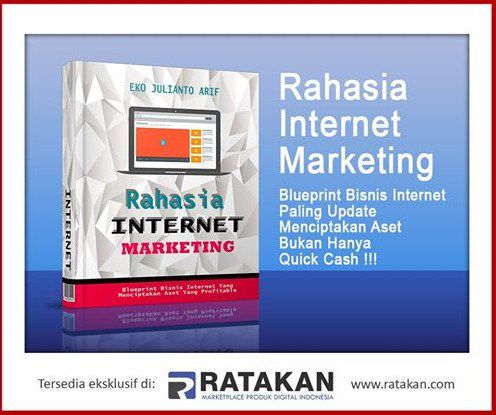 EKO JULIANTO ARIF
Rahasia
INTERNET
MARKETING
Blueprint Bisnis Internet Yang
Menciptakan Aset Yang Profitable
INTERNET
Rahasia
Internet
Marketing
Blueprint Bisnis Internet
Paling Update
Menciptakan Aset
Bukan Hanya
Quick Cash !!!
Tersedia eksklusif di:
RATAKAN
MARKETPLACE PRODUK DIGITAL INDONESIA
www.ratakan.com